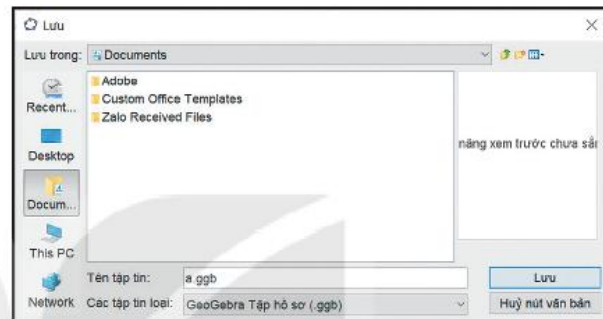 Lưu
Lưu trong: Documents
Recent...
Desktop
Docum...
This PC
Network
Adobe
Custom Office Templates
Zalo Received Files
năng xem trước chưa sẵn
Tên tập tin: a.ggb
Lưu
Các tập tin loại: GeoGebra Tập hồ sơ (.ggb)
Huỷ nút văn bản